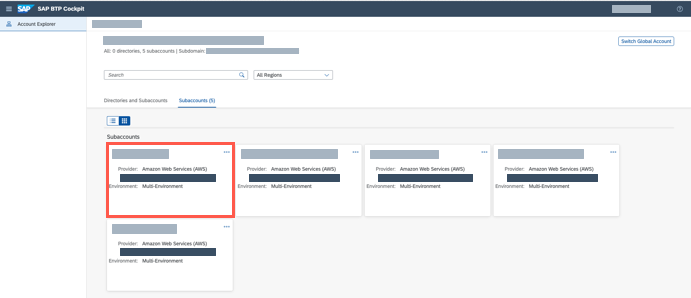 SAP SAP BTP Cockpit
Account Explorer
All: 0 directories, 5 subaccounts | Subdomain:
Switch Global Account
Search All Regions
Directories and Subaccounts Subaccounts (5)
Subaccounts
Provider: Amazon Web Services (AWS) Provider: Amazon Web Services (AWS) Provider: Amazon Web Services (AWS) Provider: Amazon Web Services (AWS)
Environment: Multi-Environment Environment: Multi-Environment Environment: Multi-Environment Environment: Multi-Environment
Provider: Amazon Web Services (AWS)
Environment: Multi-Environment